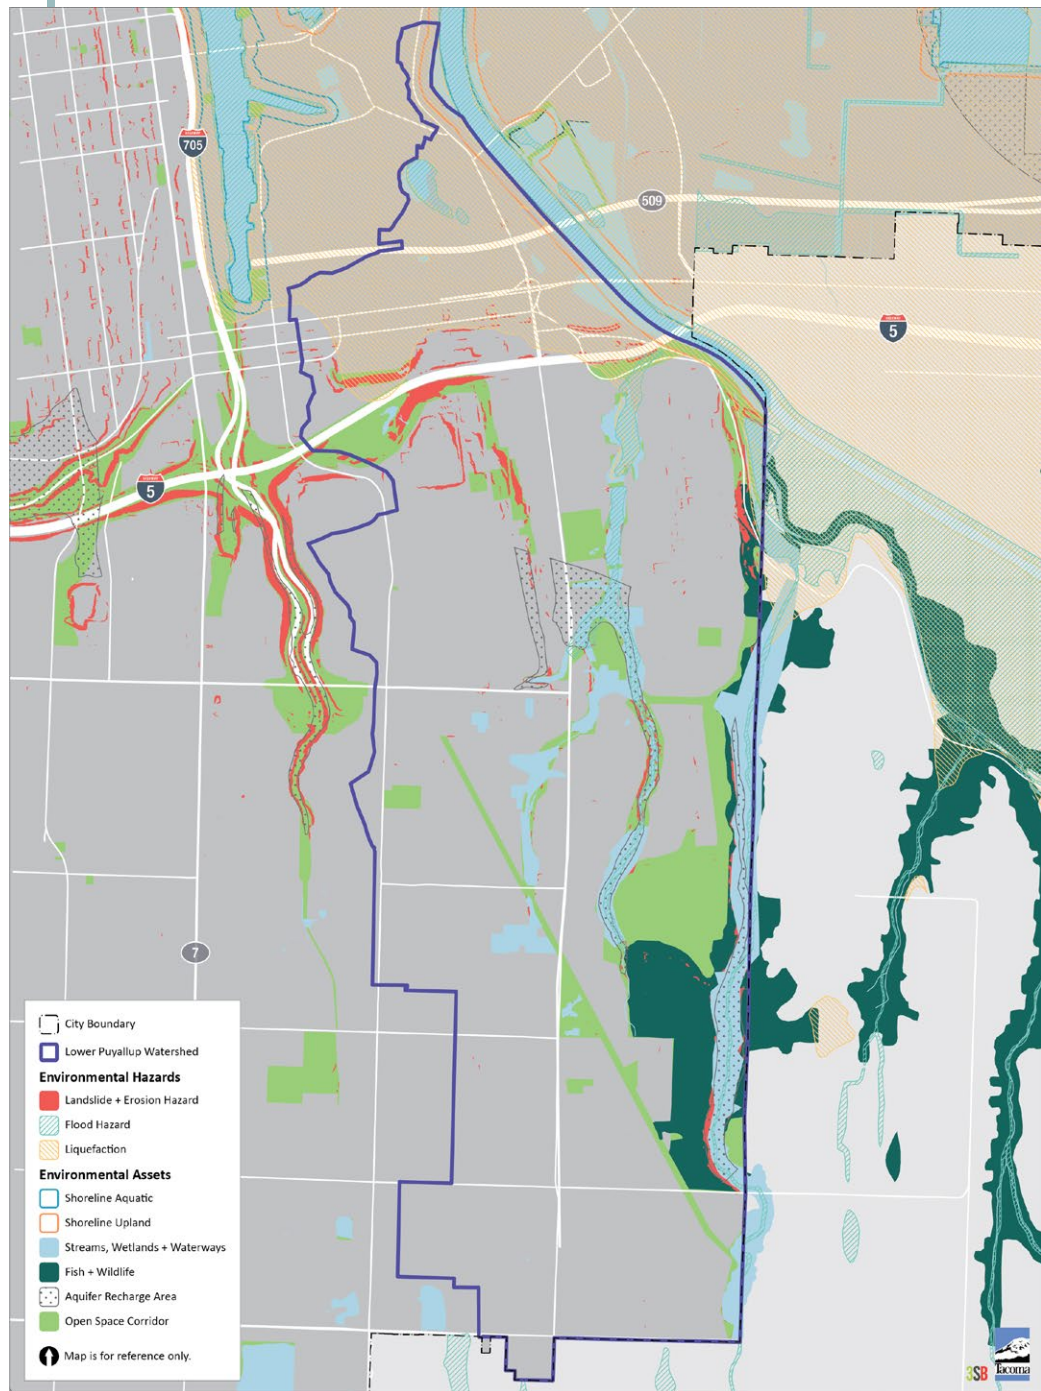 705
509
5
5
7
City Boundary
Lower Puyallup Watershed
Environmental Hazards
Landslide + Erosion Hazard
Flood Hazard
Liquefaction
Environmental Assets
Shoreline Aquatic
Shoreline Upland
Streams, Wetlands + Waterways
Fish + Wildlife
Aquifer Recharge Area
Open Space Corridor
Map is for reference only.
3SB
Tacoma